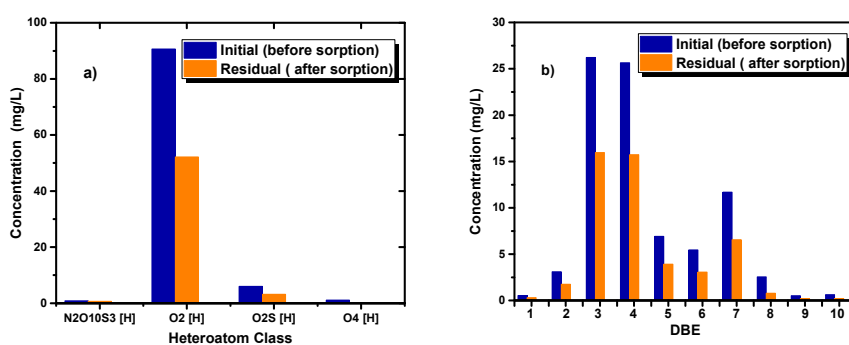 100
80
60
40
20
0
Concentration (mg/L)
a)
Initial (before sorption)
Residual ( after sorption)
N2O10S3 [H]
O2 [H]
O2S [H]
O4 [H]
Heteroatom Class
30
25
20
15
10
5
0
Concentration (mg/L)
b)
Initial (before sorption)
Residual ( after sorption)
1 2 3 4 5 6 7 8 9 10
DBE